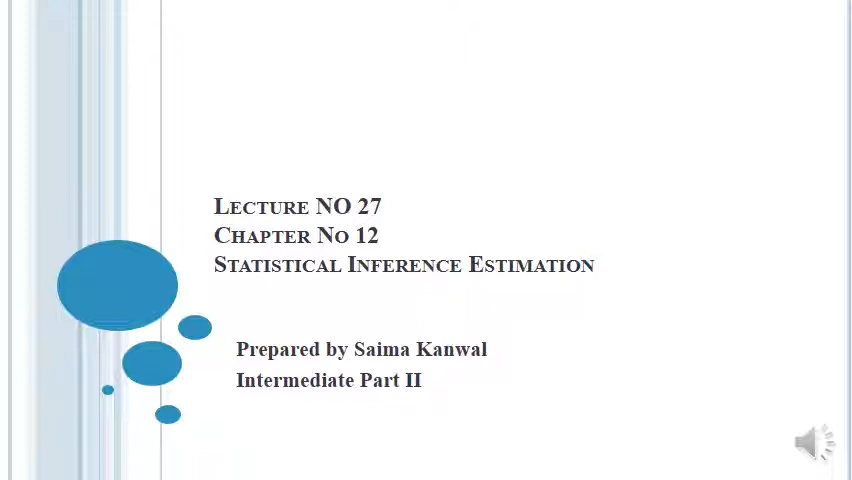 Lecture NO 27
Chapter No 12
Statistical Inference Estimation
Prepared by Saima Kanwal
Intermediate Part II